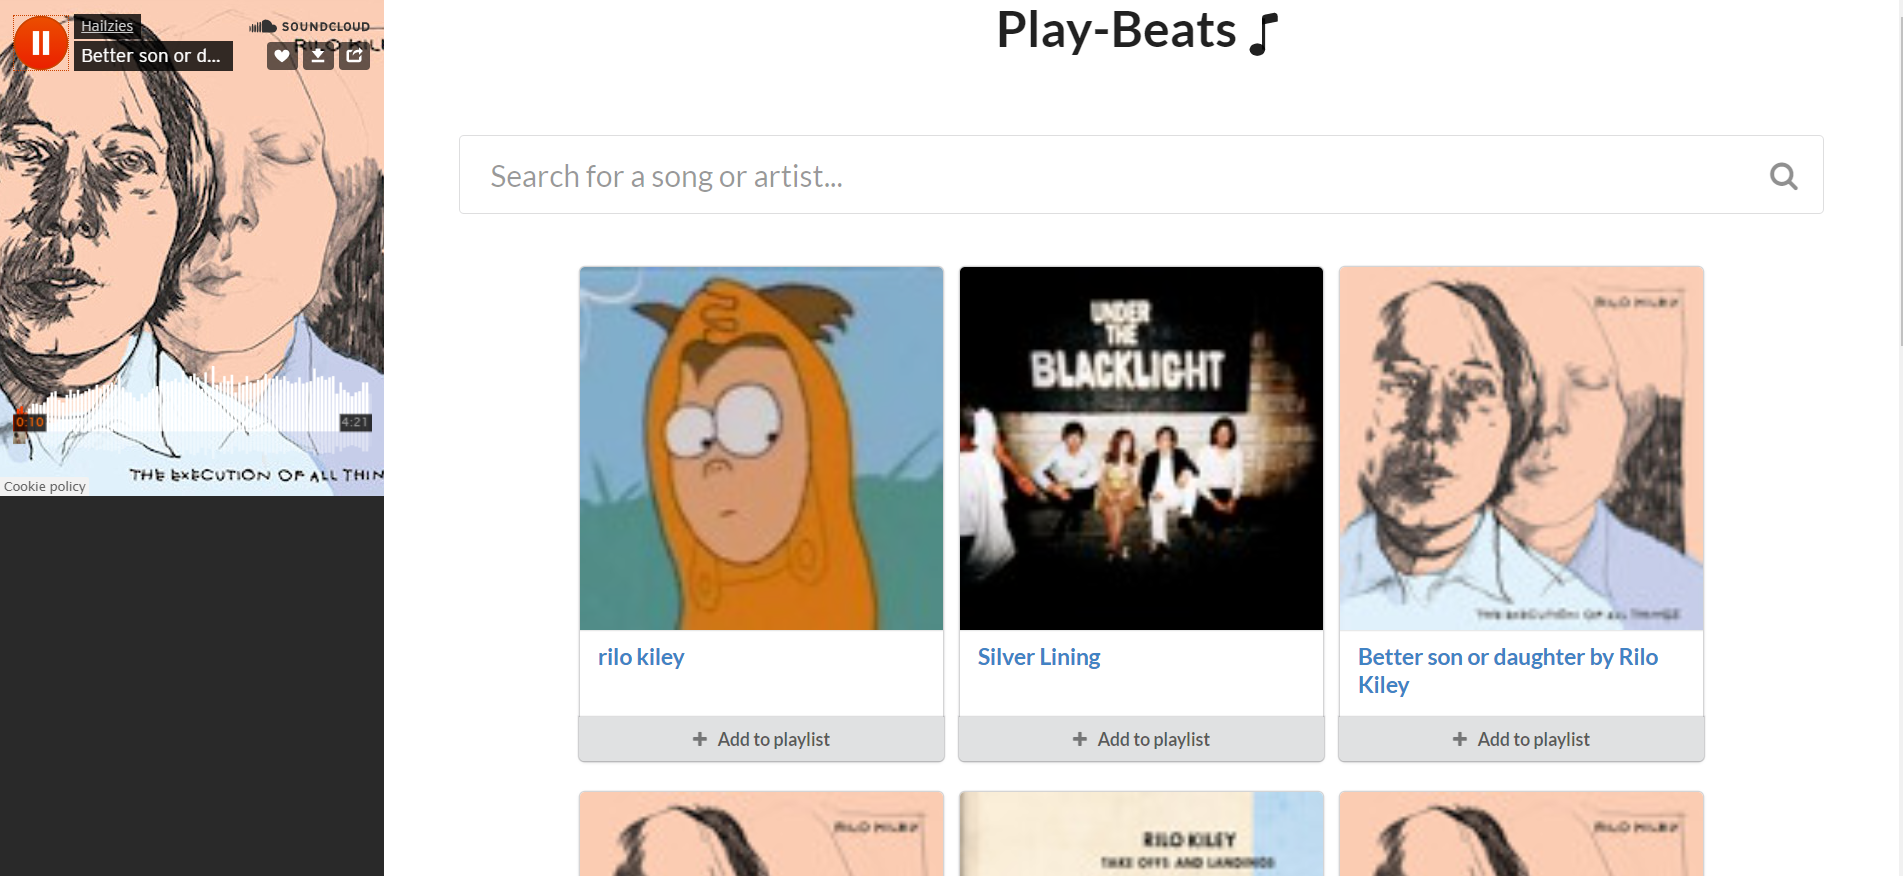 Hailzies
SOUNDCLOUD
Better son or d...
RILO KIL
0:10
4:21
THE EXECUTION OF ALL THIN
Cookie policy
Play-Beats
Search for a song or artist...
UNDER
THE
BLACKLIGHT
RILO KILEY
THE EXECUTION OF ALL THINGS
rilo kiley
Silver Lining
Better son or daughter by Rilo
Kiley
Add to playlist
Add to playlist
Add to playlist
RILO KILEY
RILO KILEY
TAKE OFFS AND LANDINGS
RILO KILEY